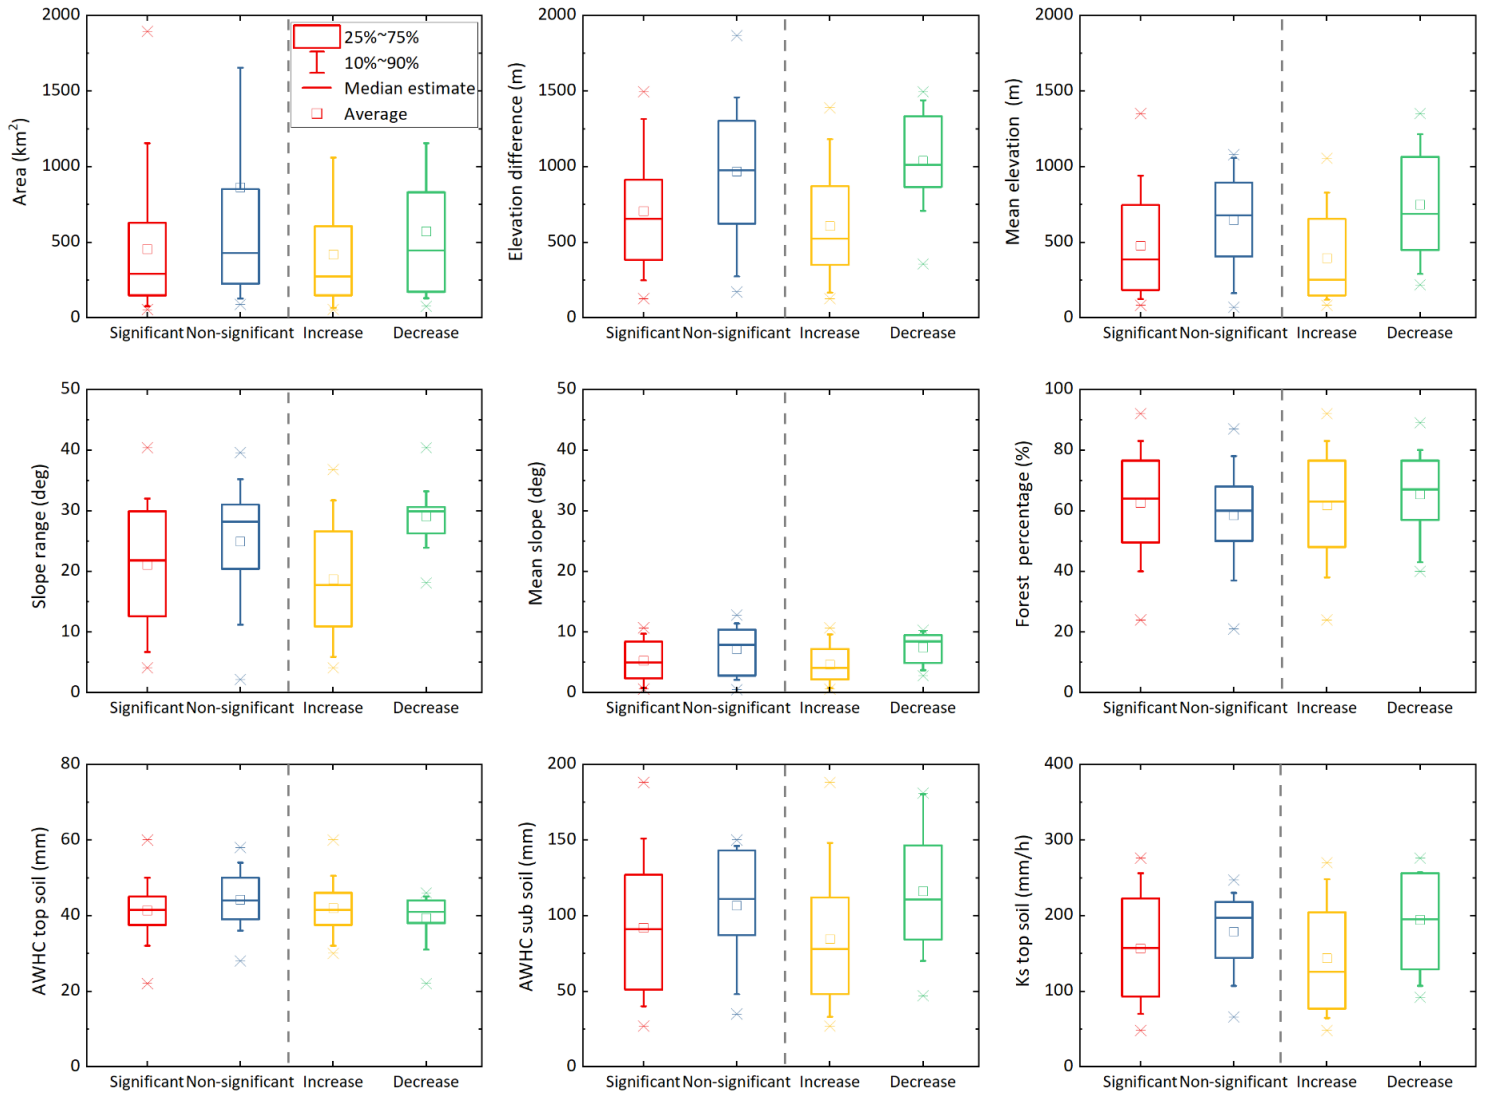 2000
1500
1000
500
0
Area (km²)
25%~75%
10%~90%
Median estimate
Average
Significant Non-significant Increase Decrease
2000
1500
1000
500
0
Elevation difference (m)
Significant Non-significant Increase Decrease
2000
1500
1000
500
0
Mean elevation (m)
Significant Non-significant Increase Decrease
50
40
30
20
10
0
Slope range (deg)
Significant Non-significant Increase Decrease
50
40
30
20
10
0
Mean slope (deg)
Significant Non-significant Increase Decrease
100
80
60
40
20
0
Forest percentage (%)
Significant Non-significant Increase Decrease
80
60
40
20
0
AWHC top soil (mm)
Significant Non-significant Increase Decrease
200
150
100
50
0
AWHC sub soil (mm)
Significant Non-significant Increase Decrease
400
300
200
100
0
Ks top soil (mm/h)
Significant Non-significant Increase Decrease